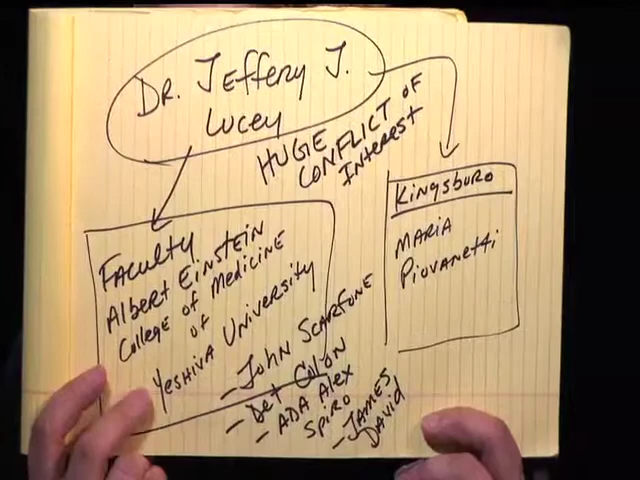 Dr. Jeffery J.
Lucey
HUGE
CONFLICT OF
Interest
Kingsboro
MARIA
Piovanetti
Faculty
Albert Einstein
College of Medicine
of
Yeshiva University
- John Scarfone
- Det Colon
- ADA Alex
Spiro
- JAMES
David